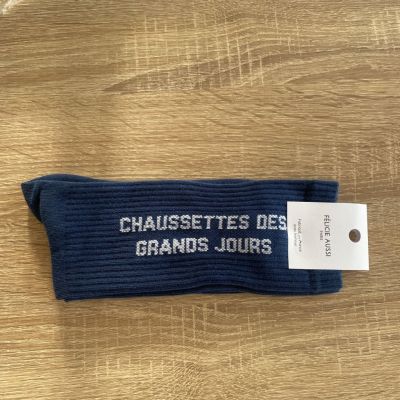 CHAUSSETTES DES
GRANDS JOURS
FÉLICIE AUSSI